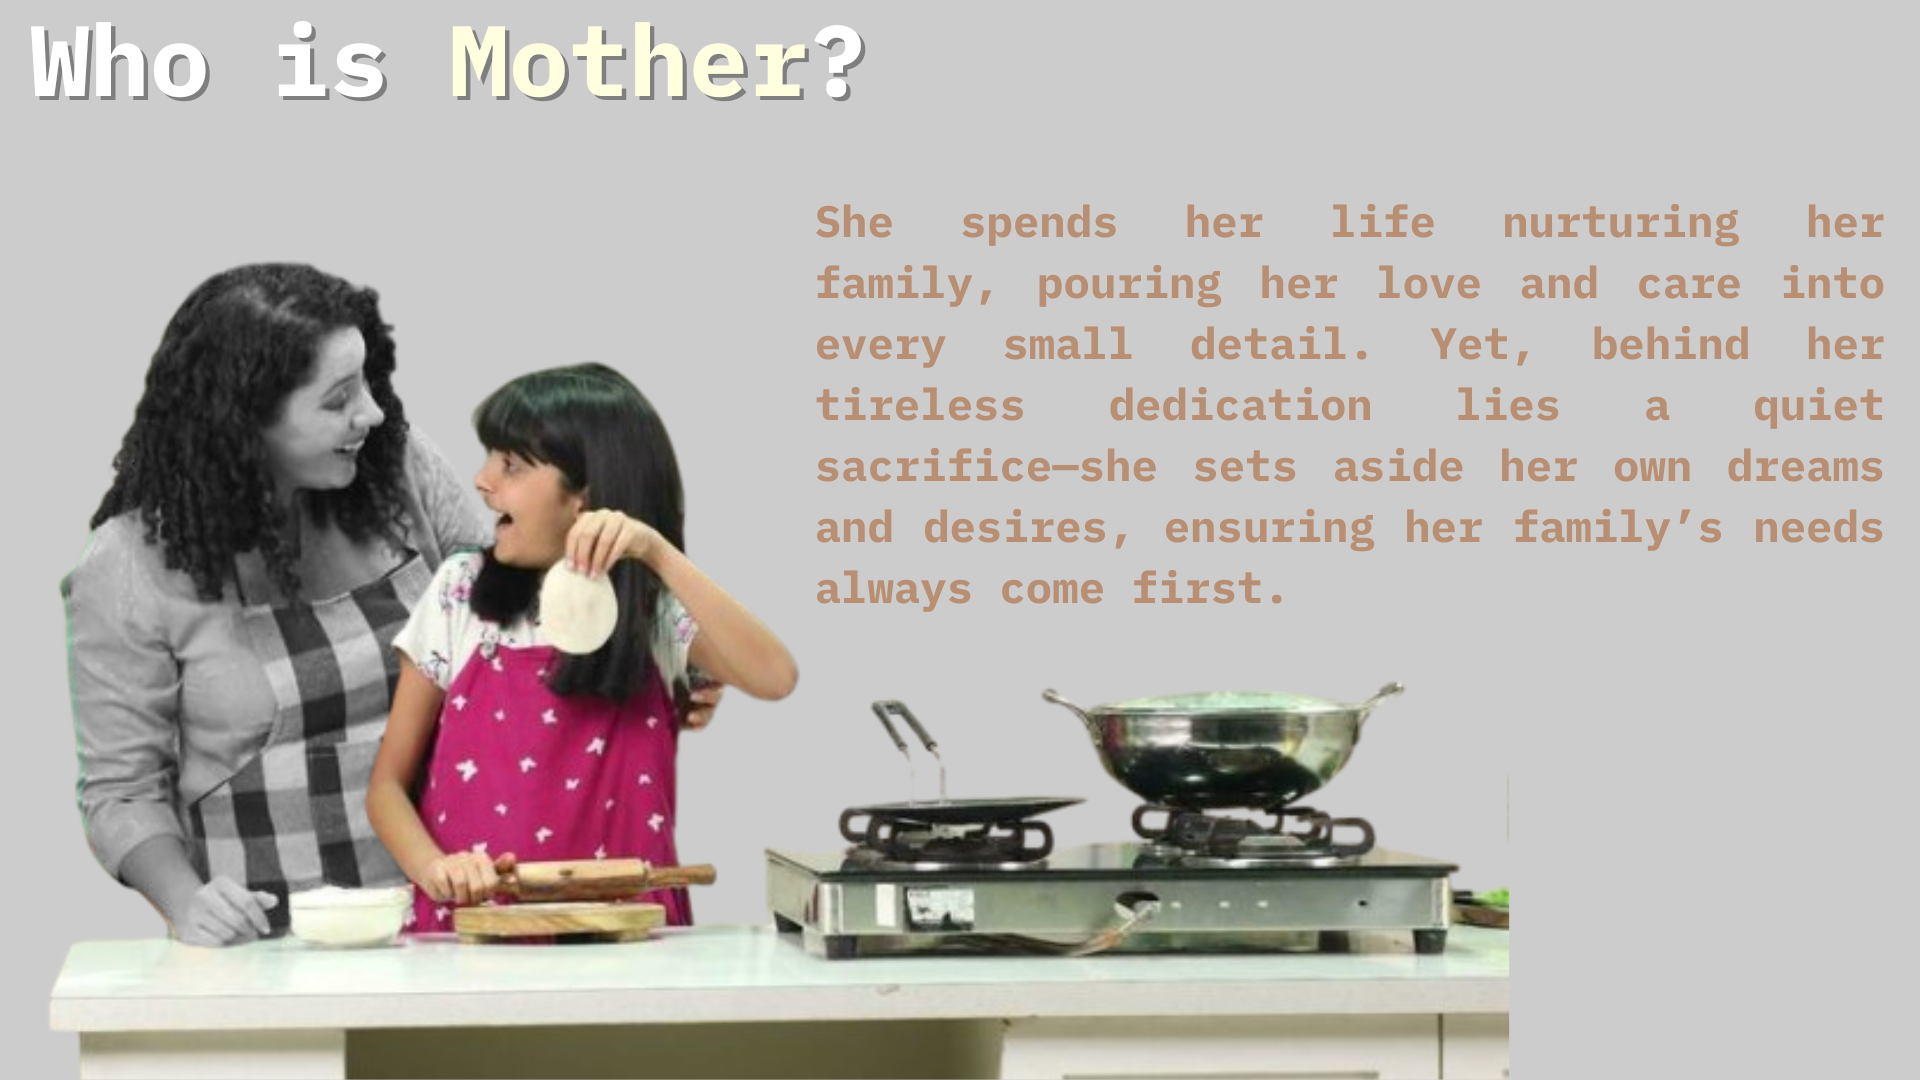 Who is Mother?
She spends her life nurturing her
family, pouring her love and care into
every small detail. Yet, behind her
tireless dedication lies a quiet
sacrifice—she sets aside her own dreams
and desires, ensuring her family’s needs
always come first.